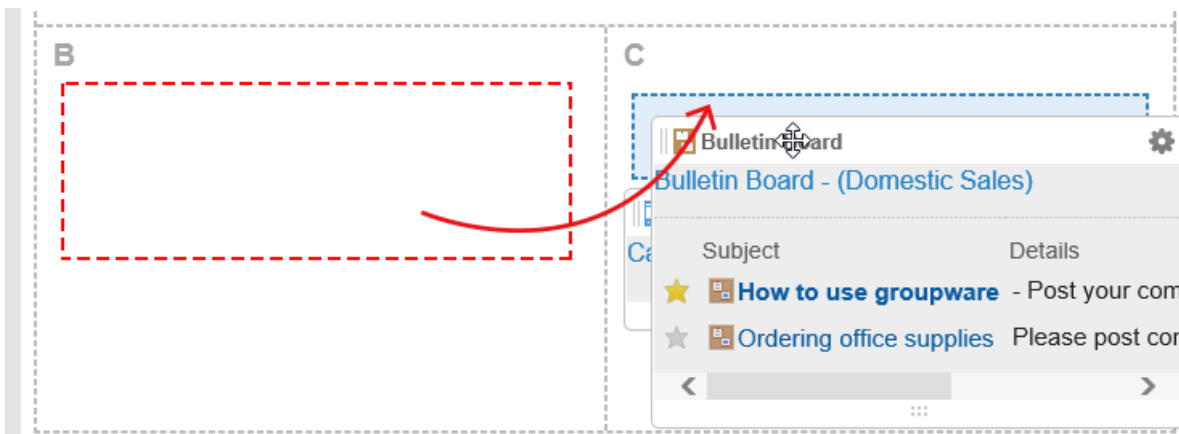 B
C
Bulletin Board
Bulletin Board - (Domestic Sales)
Ca
Subject Details
How to use groupware - Post your com
Ordering office supplies Please post cor